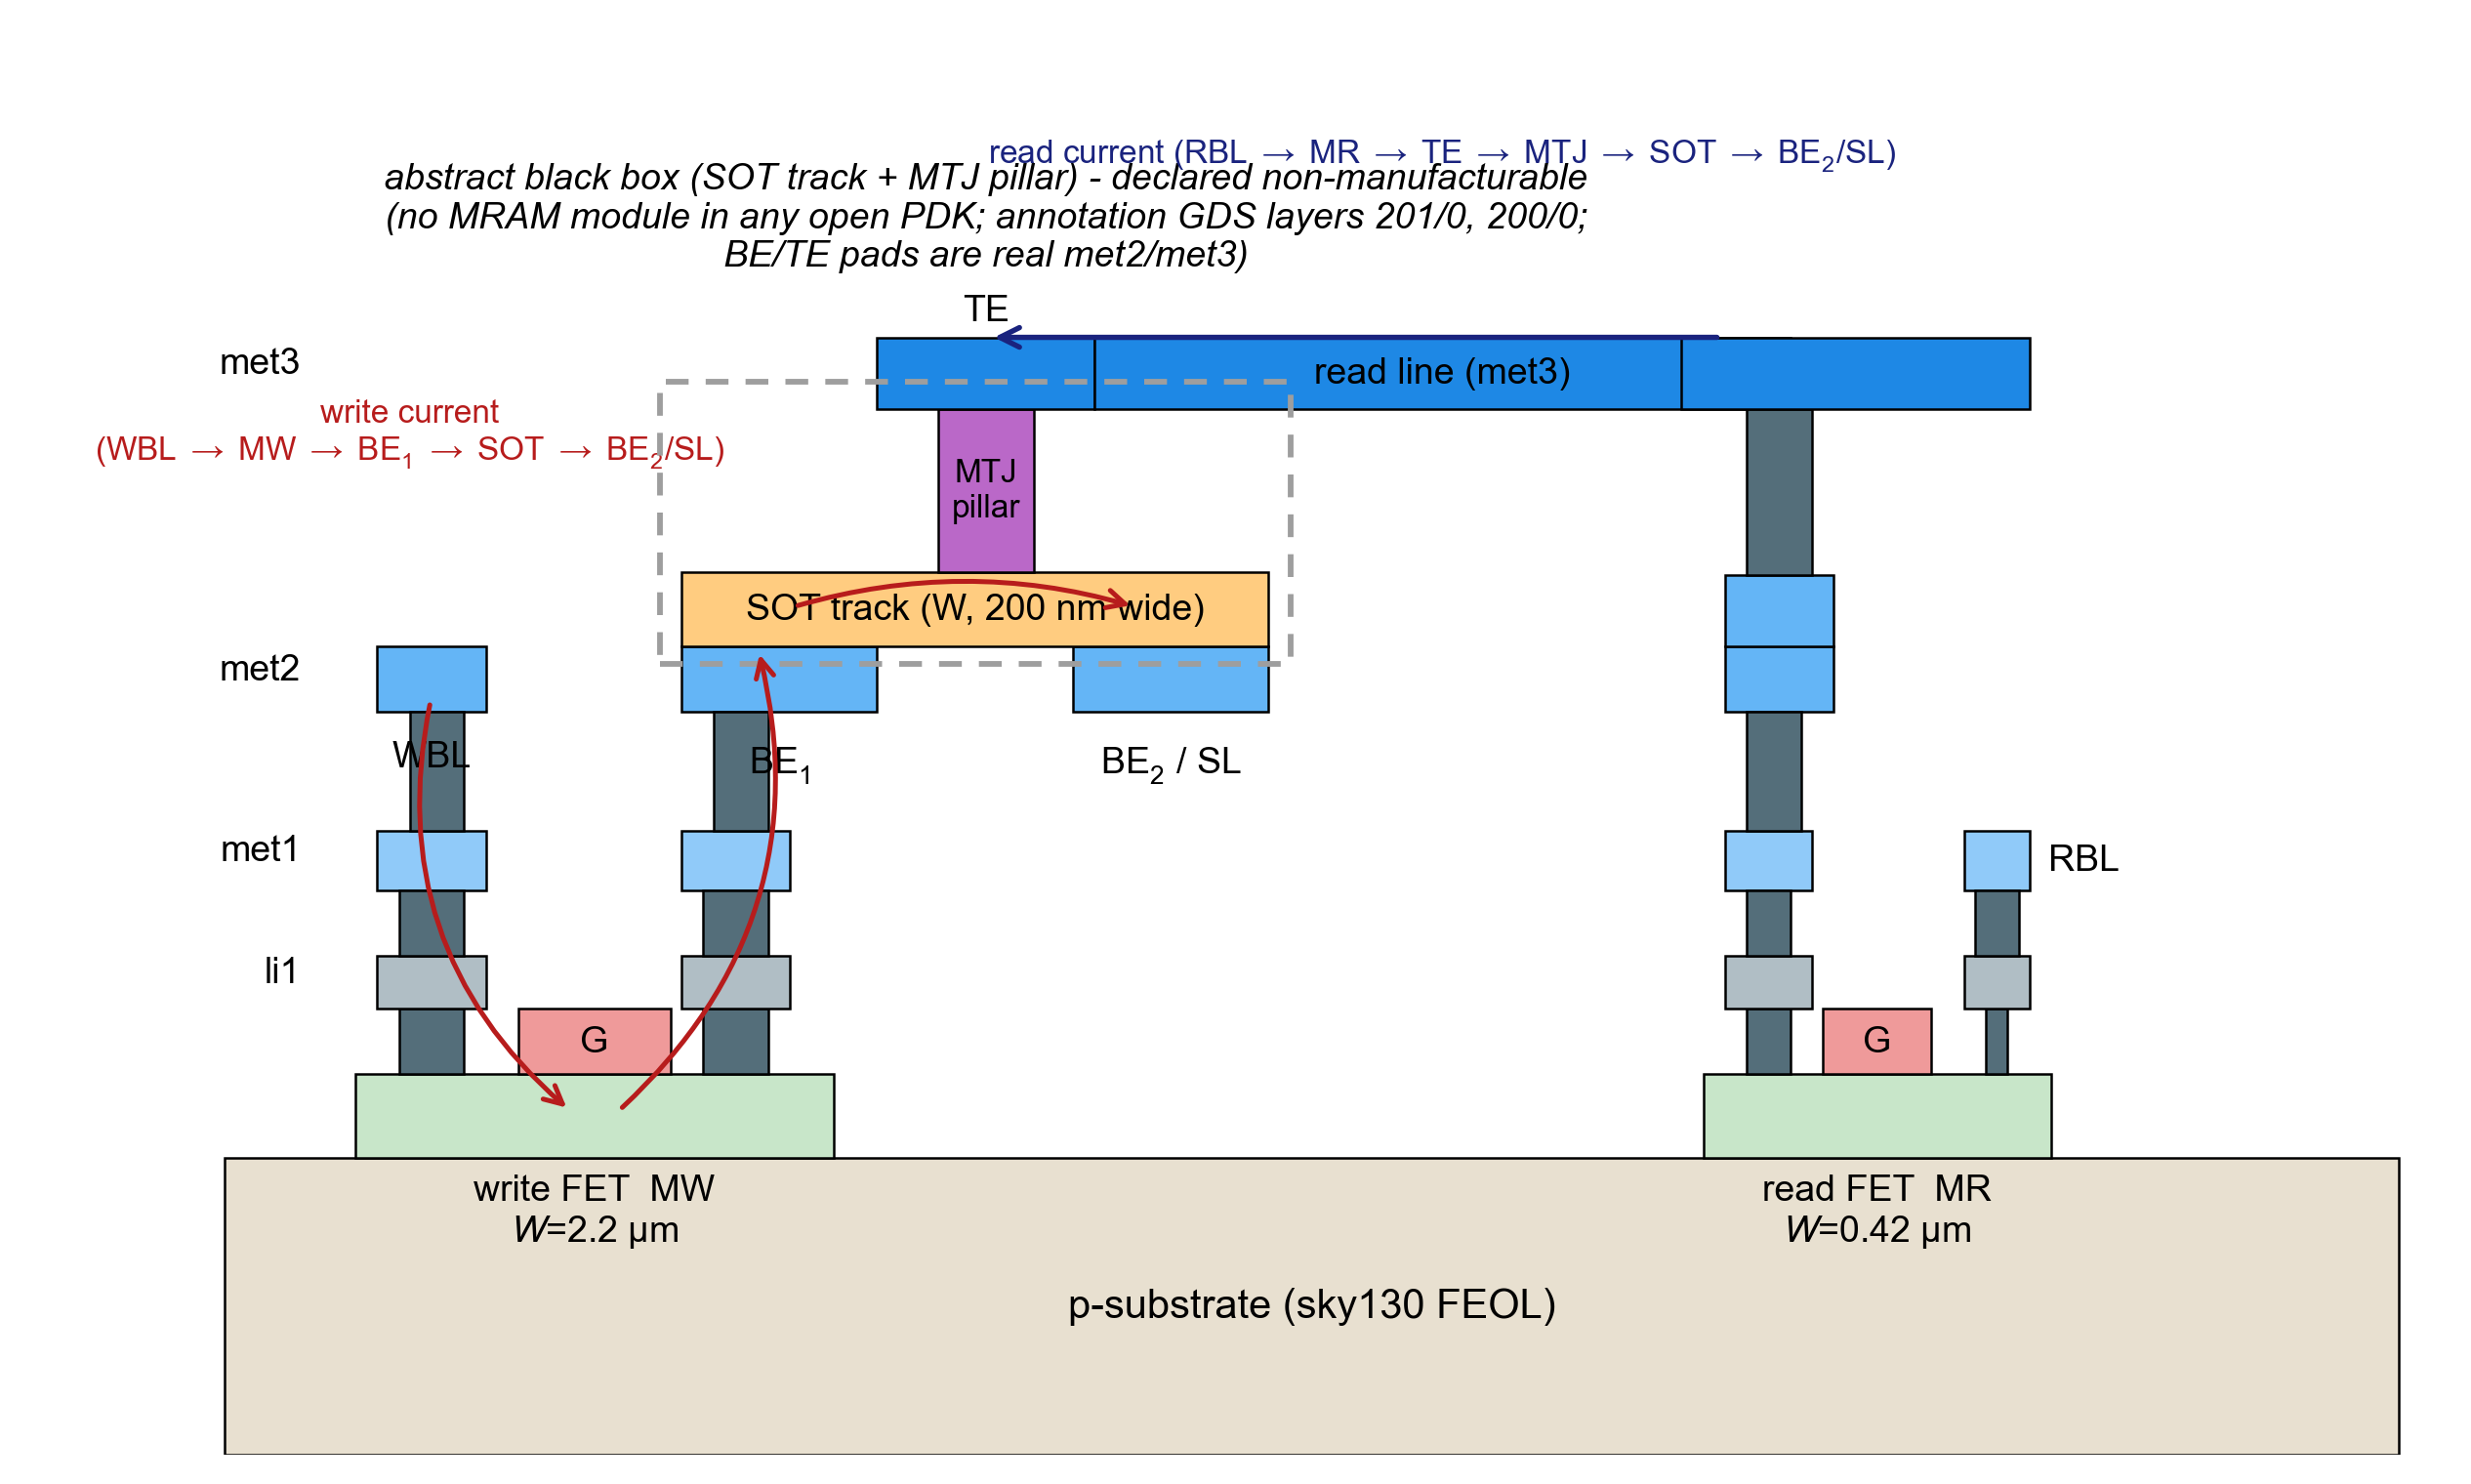 read current (RBL → MR → TE → MTJ → SOT → BE₂/SL)
abstract black box (SOT track + MTJ pillar) - declared non-manufacturable
(no MRAM module in any open PDK; annotation GDS layers 201/0, 200/0;
BE/TE pads are real met2/met3)
TE
met3
read line (met3)
write current
(WBL → MW → BE₁ → SOT → BE₂/SL)
MTJ
pillar
SOT track (W, 200 nm wide)
met2
WBL
BE₁
BE₂ / SL
met1
RBL
li1
G
G
write FET MW
W=2.2 µm
read FET MR
W=0.42 µm
p-substrate (sky130 FEOL)